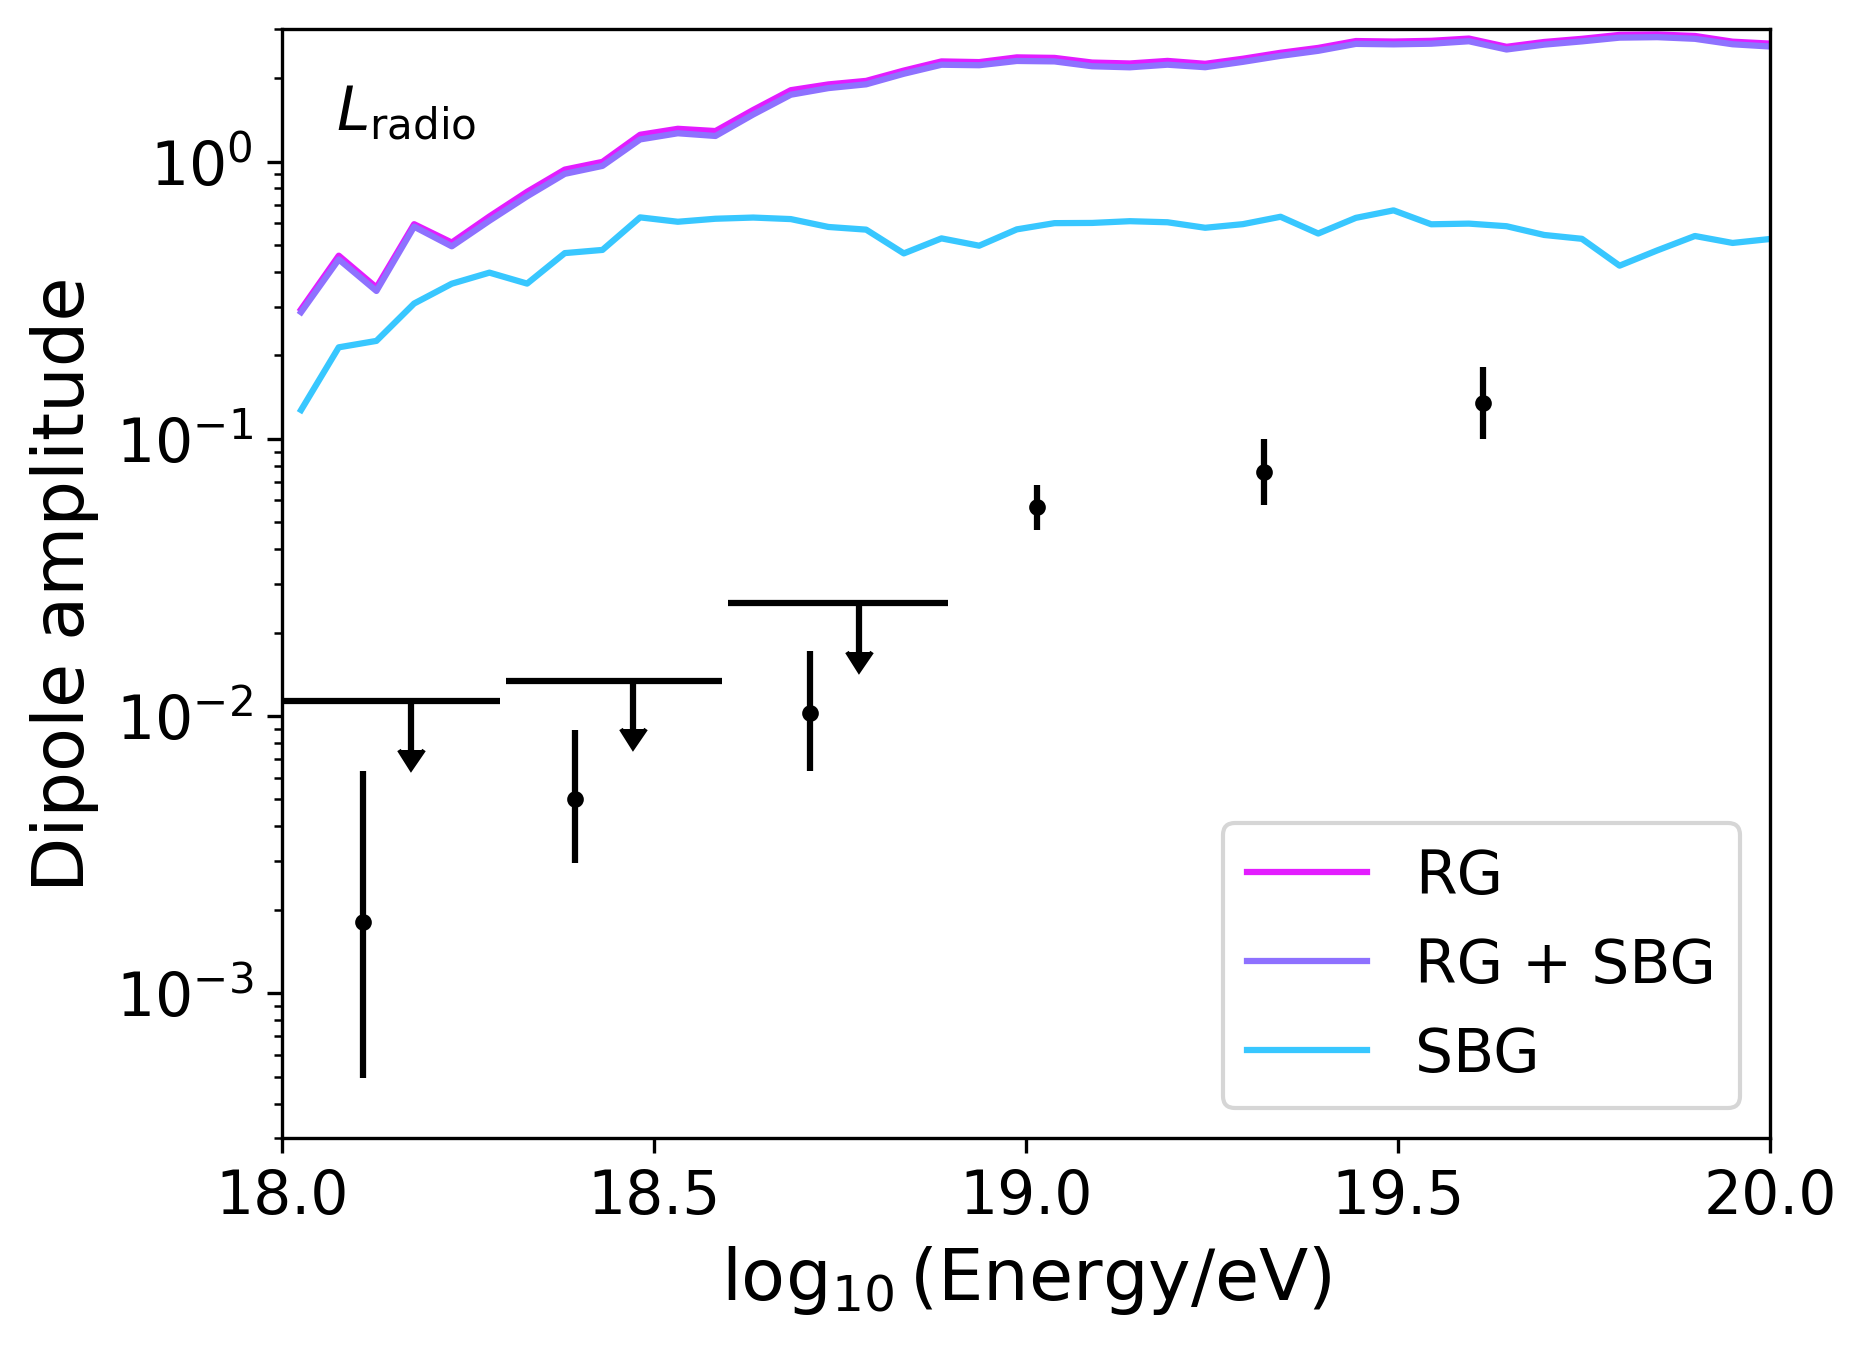 L_radio
10^0
10^−1
10^−2
10^−3
Dipole amplitude
RG
RG + SBG
SBG
18.0 18.5 19.0 19.5 20.0
log_10 (Energy/eV)